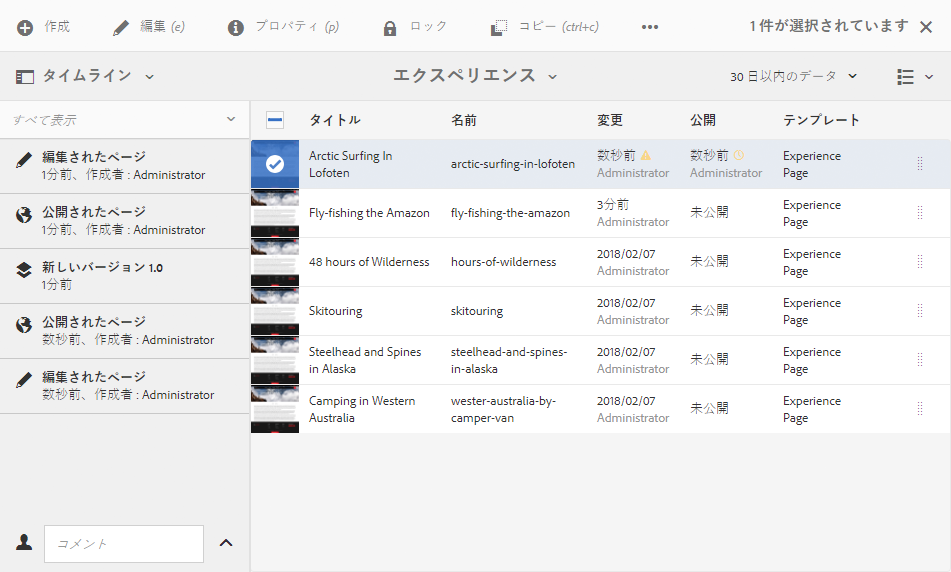 作成 編集 (e) プロパティ (p) ロック コピー (ctrl+c) ••• 1 件が選択されています
タイムライン エクスペリエンス 30 日以内のデータ
すべて表示
編集されたページ
1分前、作成者 : Administrator
公開されたページ
1分前、作成者 : Administrator
新しいバージョン 1.0
1分前
公開されたページ
数秒前、作成者 : Administrator
編集されたページ
数秒前、作成者 : Administrator
コメント
タイトル 名前 変更 公開 テンプレート
Arctic Surfing In 数秒前 数秒前 Experience
Lofoten arctic-surfing-in-lofoten Administrator Administrator Page
Fly-fishing the Amazon fly-fishing-the-amazon 3分前 未公開 Experience
Administrator Page
48 hours of Wilderness hours-of-wilderness 2018/02/07 未公開 Experience
Administrator Page
Skitouring skitouring 2018/02/07 未公開 Experience
Administrator Page
Steelhead and Spines steelhead-and-spines- 2018/02/07 未公開 Experience
in Alaska in-alaska Administrator Page
Camping in Western wester-australia-by- 2018/02/07 未公開 Experience
Australia camper-van Administrator Page